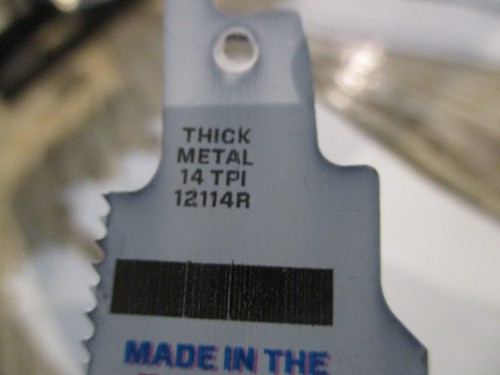 THICK
METAL
14 TPI
12114R
MADE IN THE